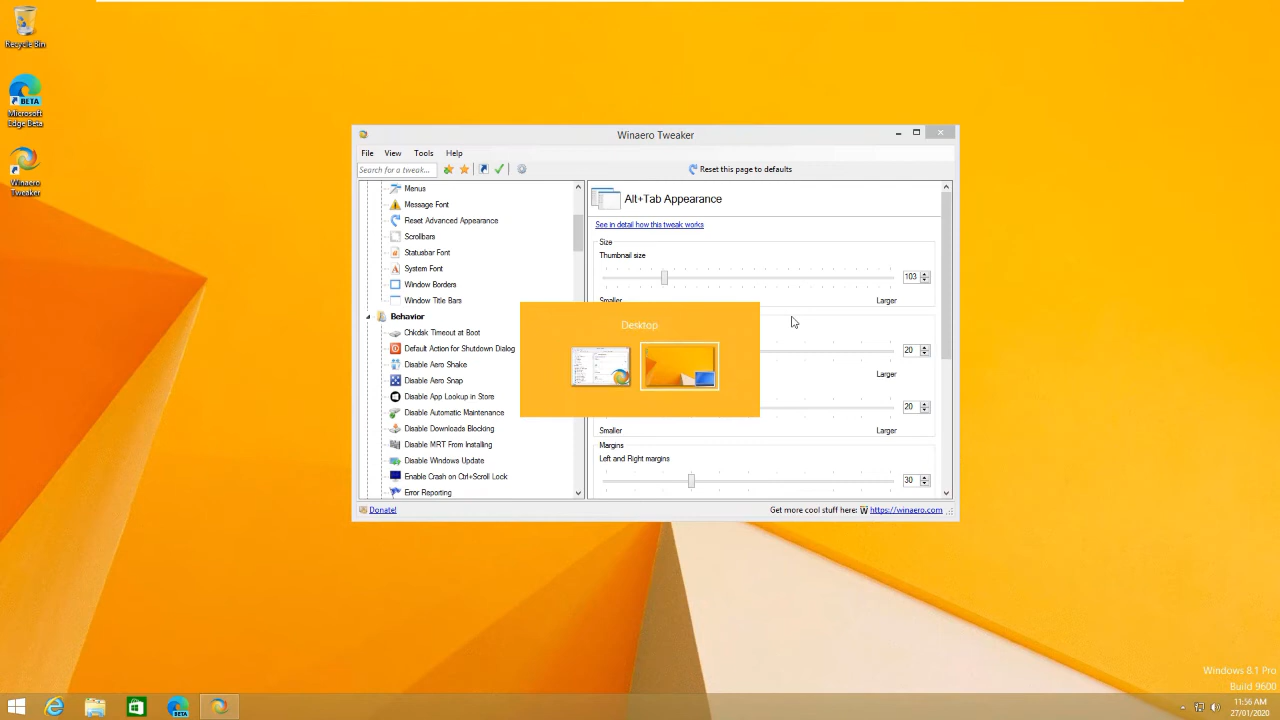 Recycle Bin
Microsoft
Edge Beta
Winaero
Tweaker
Winaero Tweaker
File View Tools Help
Search for a tweak...
Reset this page to defaults
Menus
Message Font
Reset Advanced Appearance
Scrollbars
Statusbar Font
System Font
Window Borders
Window Title Bars
Behavior
Chkdsk Timeout at Boot
Default Action for Shutdown Dialog
Disable Aero Shake
Disable Aero Snap
Disable App Lookup in Store
Disable Automatic Maintenance
Disable Downloads Blocking
Disable MRT From Installing
Disable Windows Update
Enable Crash on Ctrl+Scroll Lock
Error Reporting
Alt+Tab Appearance
See in detail how this tweak works
Size
Thumbnail size
103
Smaller Larger
Desktop
20
Larger
20
Smaller Larger
Margins
Left and Right margins
30
Donate!
Get more cool stuff here: W https://winaero.com
BETA
BETA
Windows 8.1 Pro
Build 9600
11:56 AM
27/01/2020